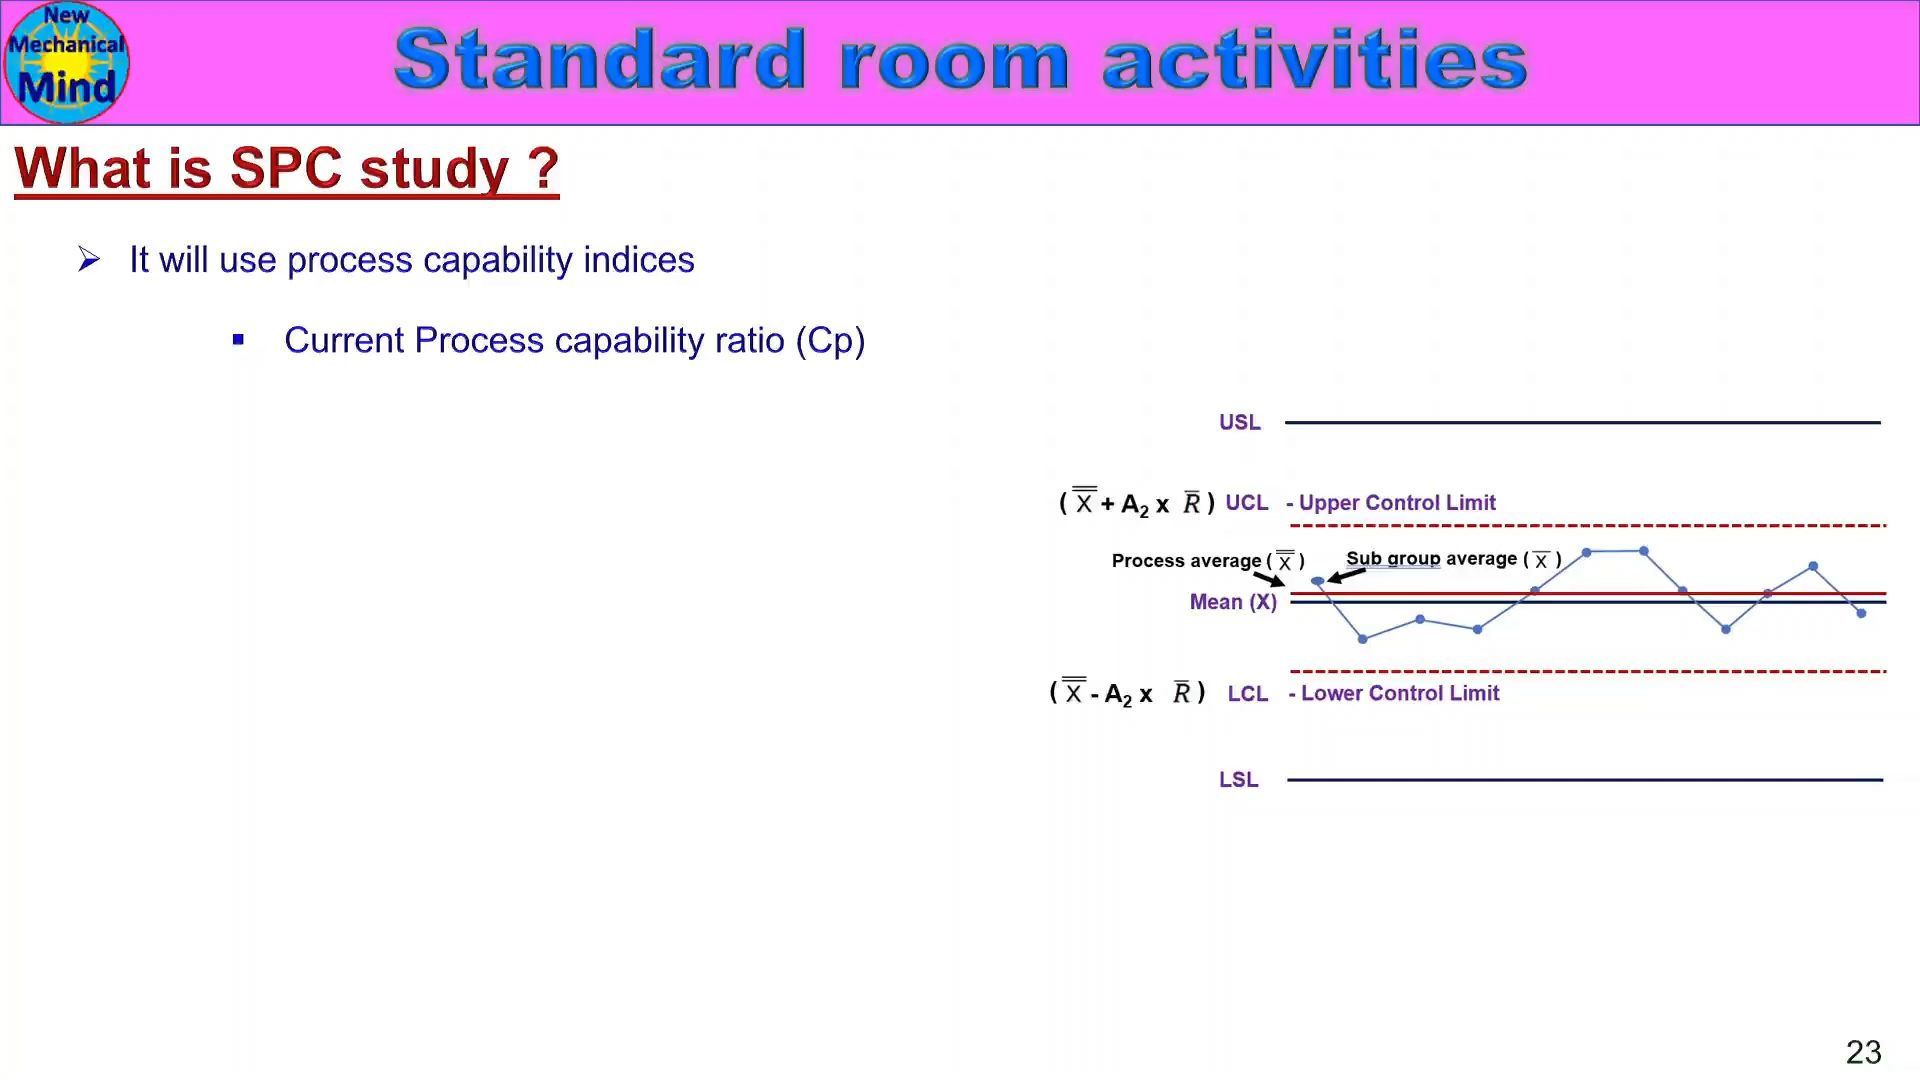 New
Mechanical
Mind
Standard room activities
What is SPC study ?
➢ It will use process capability indices
▪ Current Process capability ratio (Cp)
USL
( X̿ + A₂ x R̅ ) UCL - Upper Control Limit
Process average ( X̿ ) Sub group average ( X̅ )
Mean (X)
( X̿ - A₂ x R̅ ) LCL - Lower Control Limit
LSL
23